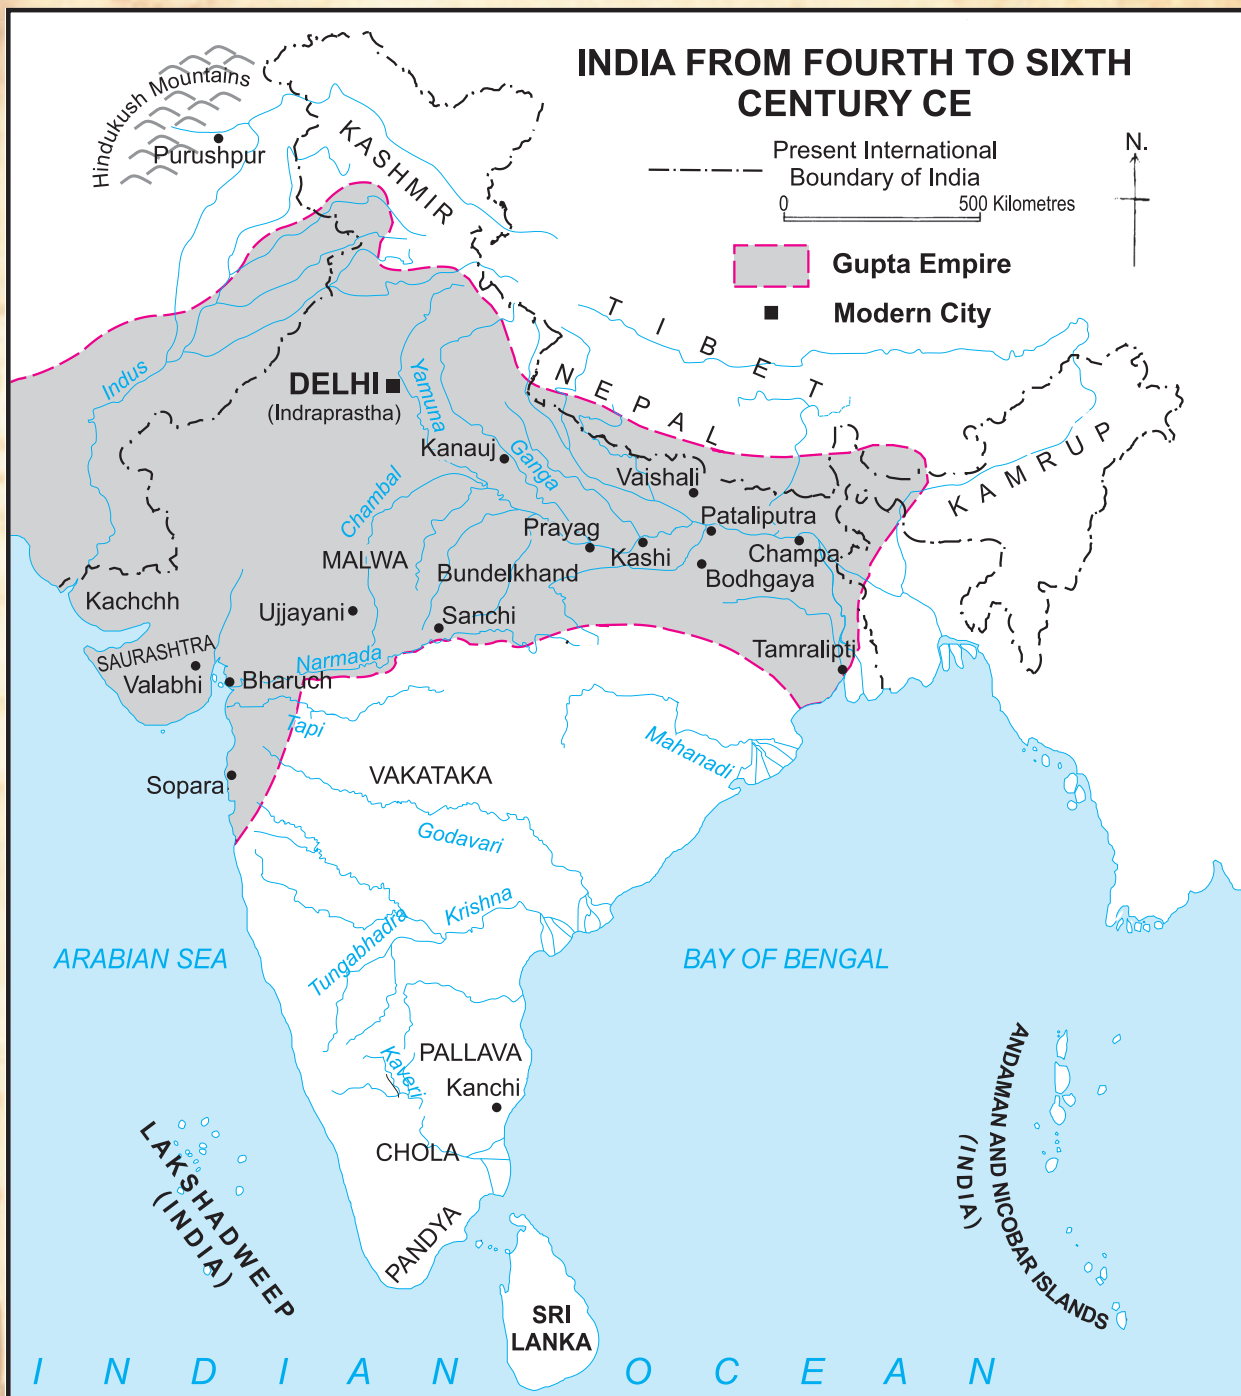 INDIA FROM FOURTH TO SIXTH
CENTURY CE
Present International
Boundary of India
0 500 Kilometres
N.
Gupta Empire
Modern City
Hindukush Mountains
Purushpur
KASHMIR
TIBET
NEPAL
KAMRUP
Indus
DELHI
(Indraprastha)
Yamuna
Kanauj
Ganga
Vaishali
Chambal
Prayag
Pataliputra
Kashi
Champa
MALWA
Bundelkhand
Bodhgaya
Kachchh
Ujjayani
Sanchi
SAURASHTRA
Narmada
Tamralipti
Valabhi
Bharuch
Tapi
Mahanadi
Sopara
VAKATAKA
Godavari
Krishna
Tungabhadra
ARABIAN SEA
BAY OF BENGAL
PALLAVA
Kaveri
Kanchi
CHOLA
PANDYA
LAKSHADWEEP
(INDIA)
ANDAMAN AND NICOBAR ISLANDS
(INDIA)
SRI
LANKA
INDIAN OCEAN